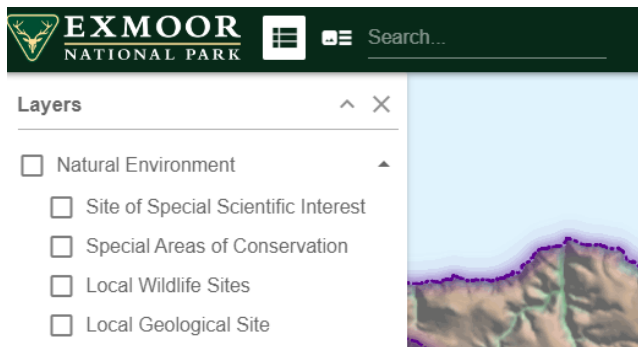 EXMOOR
NATIONAL PARK
Search...
Layers
Natural Environment
Site of Special Scientific Interest
Special Areas of Conservation
Local Wildlife Sites
Local Geological Site